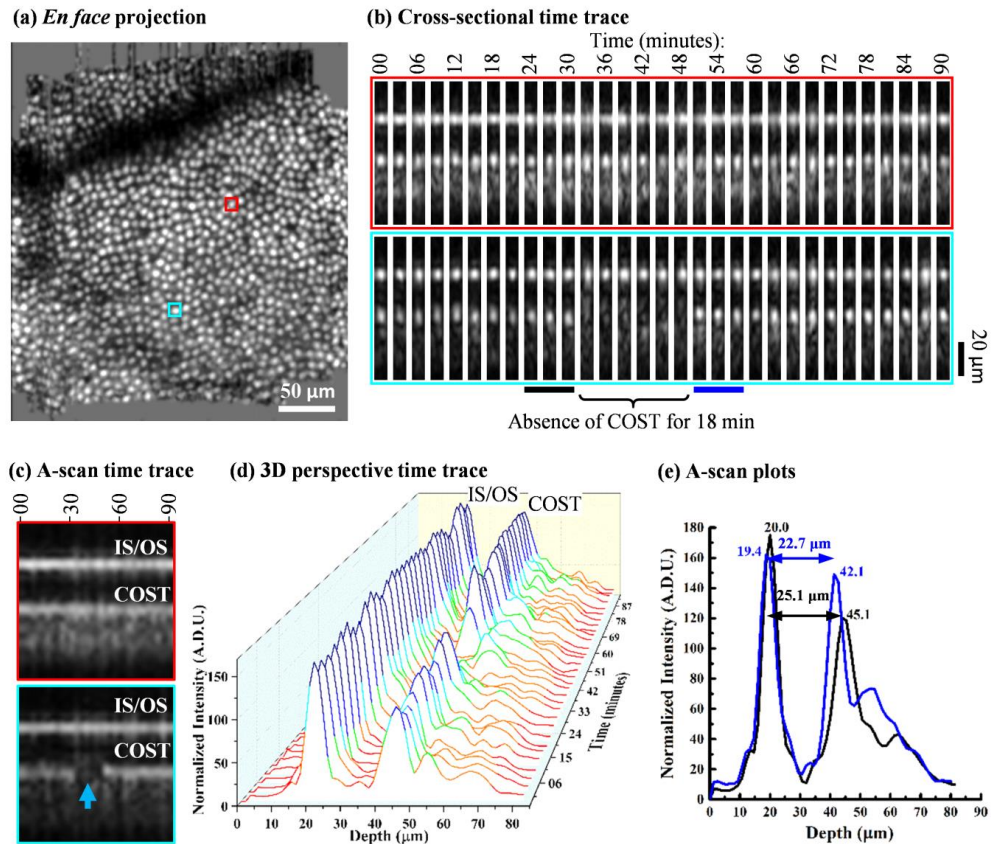 (a) En face projection
50 µm
(b) Cross-sectional time trace
Time (minutes):
00 06 12 18 24 30 36 42 48 54 60 66 72 78 84 90
20 µm
Absence of COST for 18 min
(c) A-scan time trace
00 30 60 90
IS/OS
COST
IS/OS
COST
(d) 3D perspective time trace
IS/OS
COST
Normalized Intensity (A.D.U.)
150
100
50
0
0 10 20 30 40 50 60 70 80
Depth (µm)
06
15
24
33
42
51
60
69
78
87
Time (minutes)
(e) A-scan plots
Normalized Intensity (A.D.U.)
180
160
140
120
100
80
60
40
20
0
0 10 20 30 40 50 60 70 80 90
Depth (µm)
20.0
19.4
22.7 µm
42.1
25.1 µm
45.1